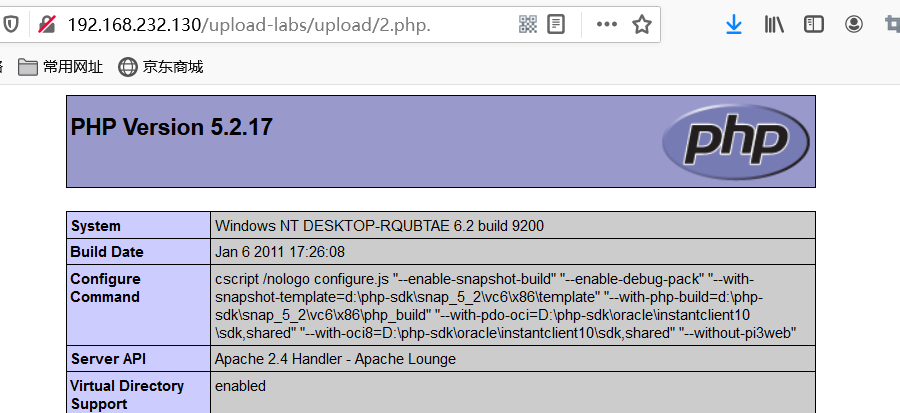 192.168.232.130/upload-labs/upload/2.php.
常用网址 京东商城
PHP Version 5.2.17
php
System Windows NT DESKTOP-RQUBTAE 6.2 build 9200
Build Date Jan 6 2011 17:26:08
Configure Command cscript /nologo configure.js "--enable-snapshot-build" "--enable-debug-pack" "--with-
snapshot-template=d:\php-sdk\snap_5_2\vc6\x86\template" "--with-php-build=d:\php-
sdk\snap_5_2\vc6\x86\php_build" "--with-pdo-oci=D:\php-sdk\oracle\instantclient10
\sdk,shared" "--with-oci8=D:\php-sdk\oracle\instantclient10\sdk,shared" "--without-pi3web"
Server API Apache 2.4 Handler - Apache Lounge
Virtual Directory Support enabled